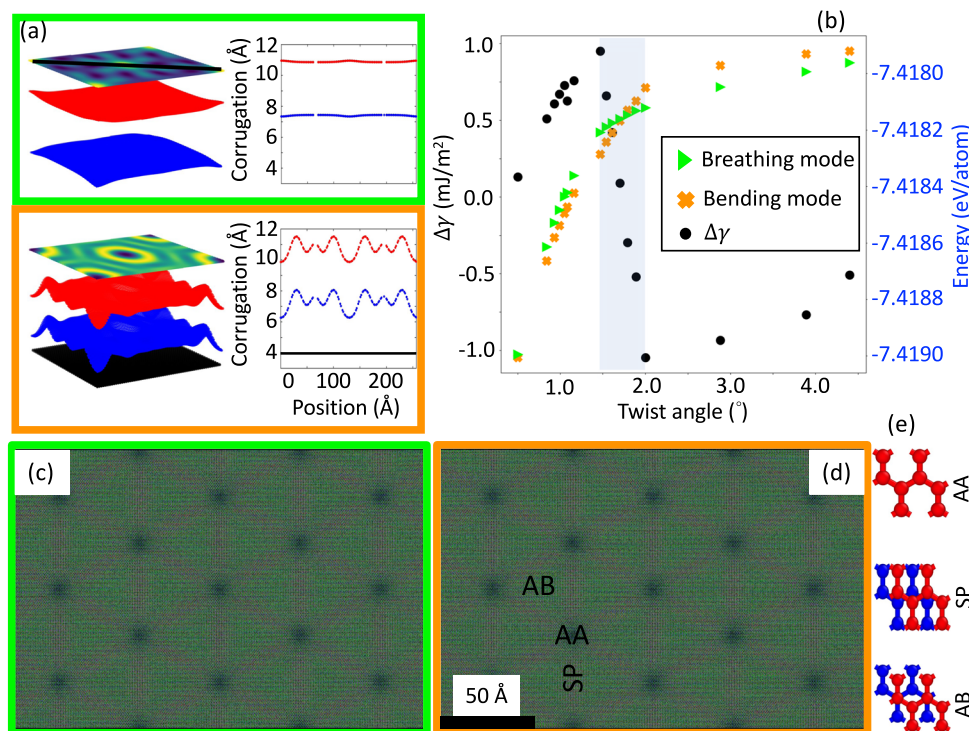 (a)
Corrugation (Å)
12
10
8
6
4
Corrugation (Å)
12
10
8
6
4
0 100 200
Position (Å)
(b)
Δγ (mJ/m²)
1.0
0.5
0.0
-0.5
-1.0
1.0 2.0 3.0 4.0
Twist angle (°)
Breathing mode
Bending mode
Δγ
-7.4180
-7.4182
-7.4184
-7.4186
-7.4188
-7.4190
Energy (eV/atom)
(c)
(d)
AB
AA
SP
50 Å
(e)
AA
SP
AB